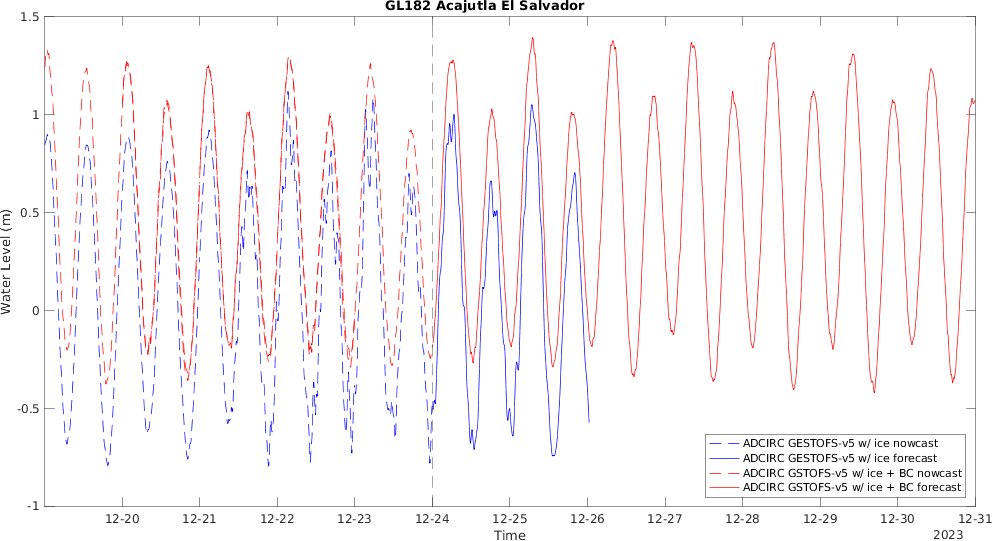 GL182 Acajutla El Salvador
1.5
1
0.5
0
-0.5
-1
Water Level (m)
12-20
12-21
12-22
12-23
12-24
12-25
12-26
12-27
12-28
12-29
12-30
12-31
Time
2023
ADCIRC GESTOFS-v5 w/ ice nowcast
ADCIRC GESTOFS-v5 w/ ice forecast
ADCIRC GSTOFS-v5 w/ ice + BC nowcast
ADCIRC GSTOFS-v5 w/ ice + BC forecast